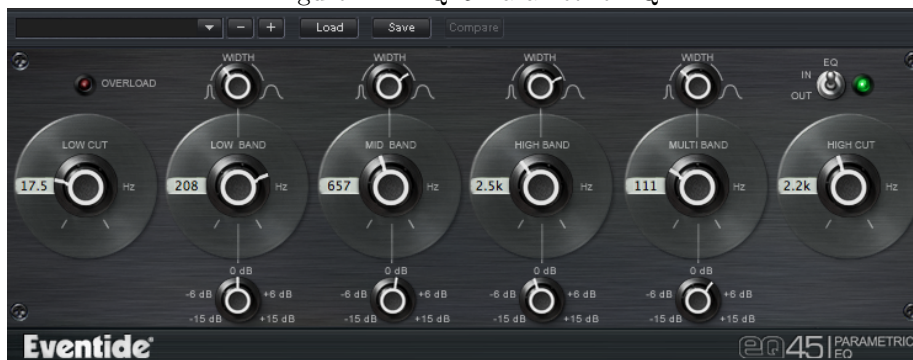 Load Save Compare
WIDTH WIDTH WIDTH WIDTH
EQ
IN
OUT
OVERLOAD
LOW CUT LOW BAND MID BAND HIGH BAND MULTI BAND HIGH CUT
17.5 Hz 208 Hz 657 Hz 2.5k Hz 111 Hz 2.2k Hz
0 dB 0 dB 0 dB 0 dB
-6 dB +6 dB -6 dB +6 dB -6 dB +6 dB -6 dB +6 dB
-15 dB +15 dB -15 dB +15 dB -15 dB +15 dB -15 dB +15 dB
Eventide
EQ45 PARAMETRIC
EQ